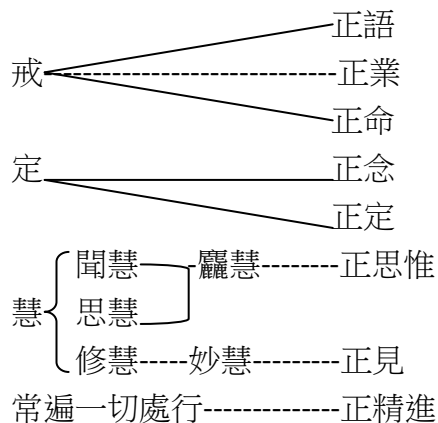 正語
戒 正業
正命
定 正念
正定
聞慧 麤慧 正思惟
慧 思慧
修慧 妙慧 正見
常遍一切處行 正精進